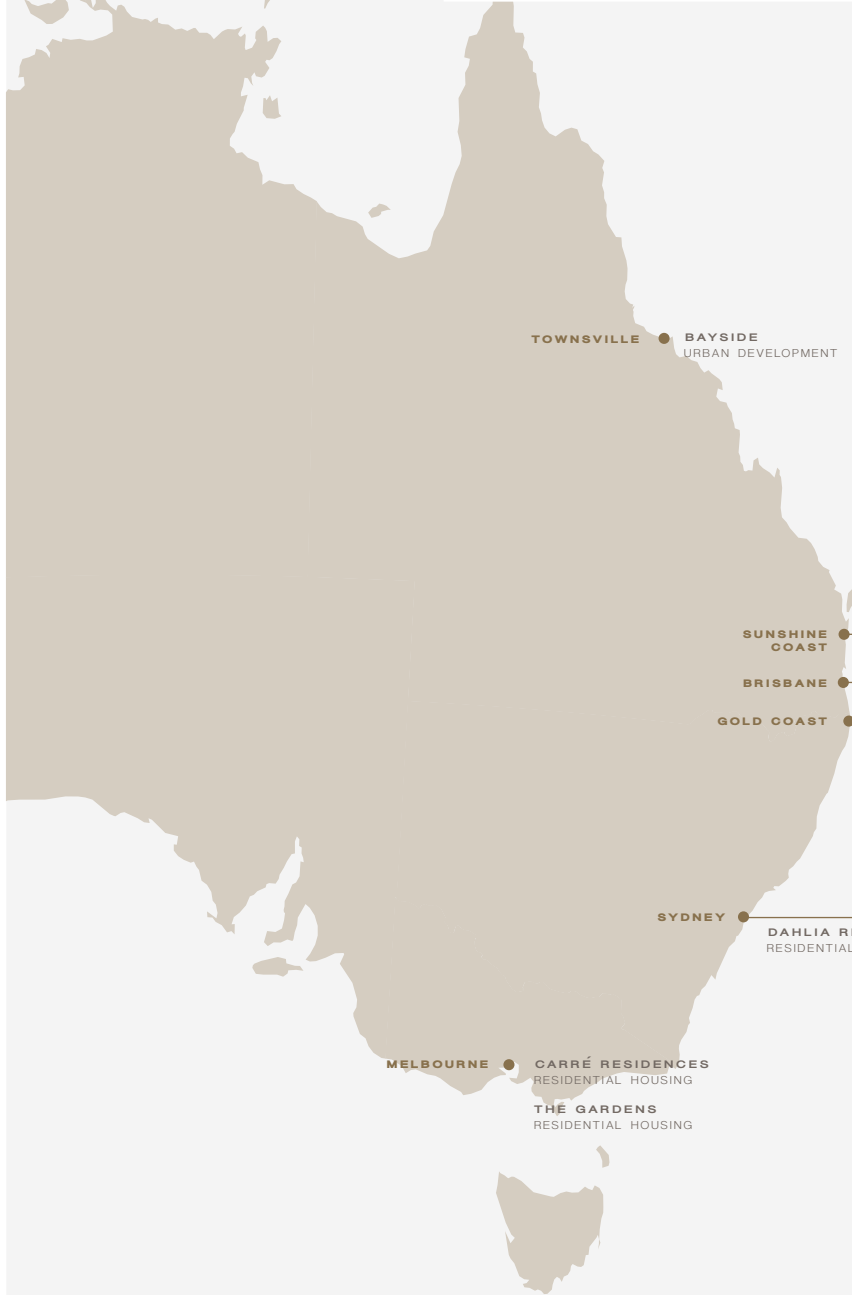 TOWNSVILLE
BAYSIDE
URBAN DEVELOPMENT
SUNSHINE
COAST
BRISBANE
GOLD COAST
SYDNEY
DAHLIA
RESIDENTIAL
MELBOURNE
CARRÉ RESIDENCES
RESIDENTIAL HOUSING
THE GARDENS
RESIDENTIAL HOUSING